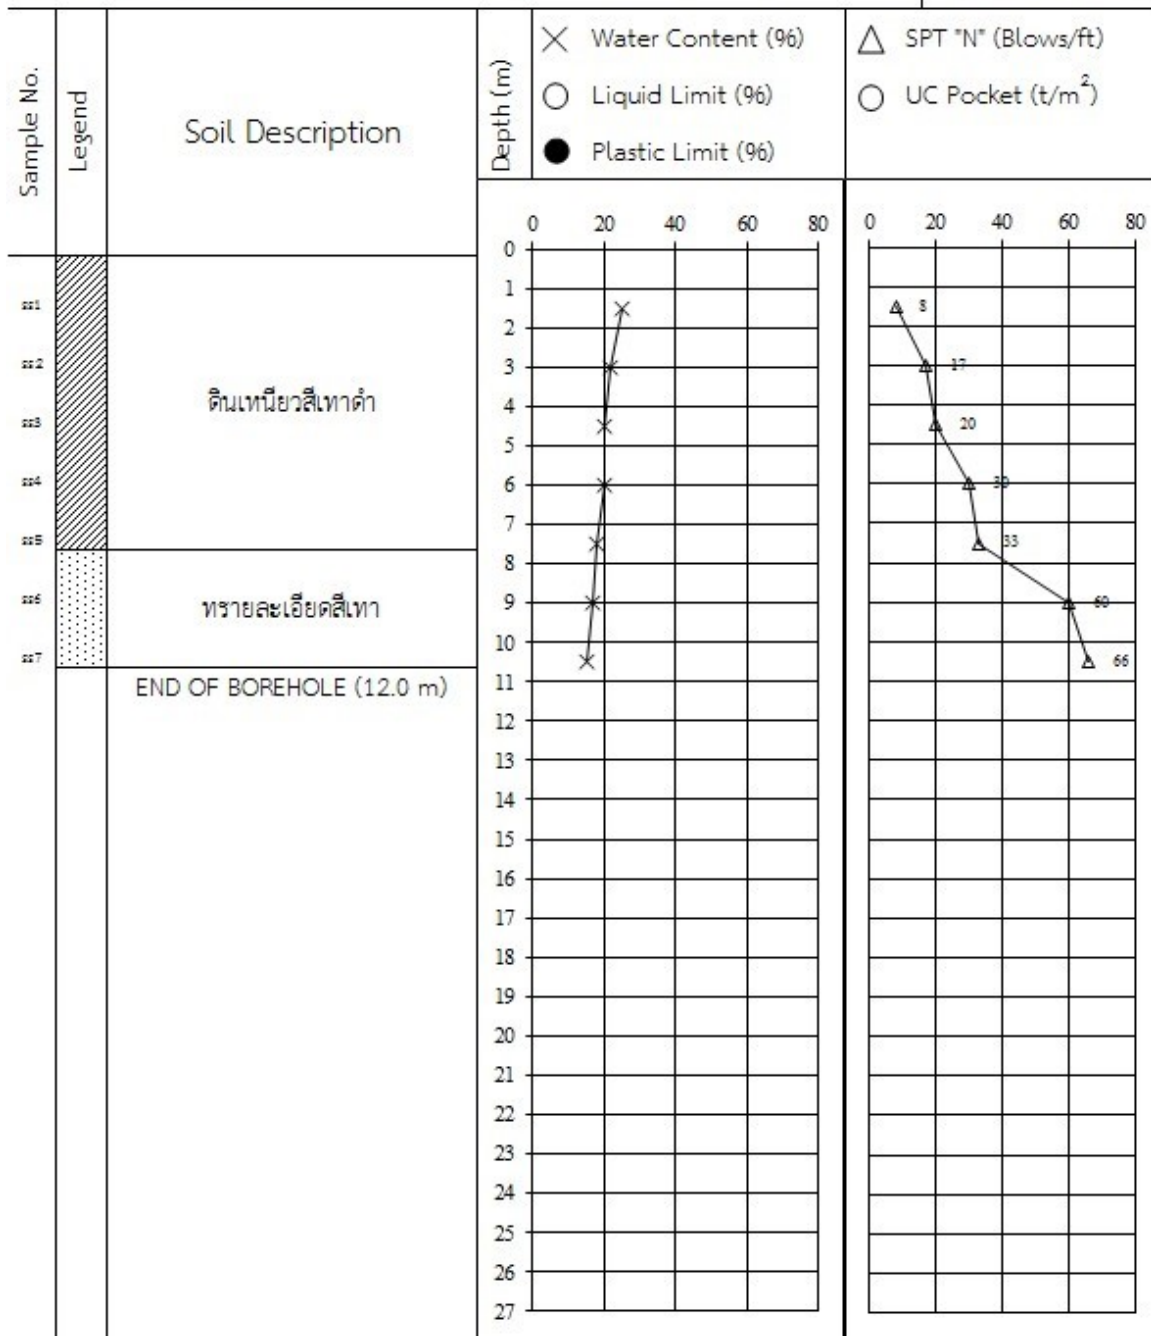 Sample No.
Legend
Soil Description
Depth (m)
Water Content (%)
Liquid Limit (%)
Plastic Limit (%)
SPT "N" (Blows/ft)
UC Pocket (t/m²)
0 20 40 60 80
0 20 40 60 80
0
1
ss1
8
2
ss2
3
17
ดินเหนียวสีเทาดำ
4
ss3
20
5
ss4
6
30
7
ss5
33
8
ss6
ทรายละเอียดสีเทา
9
60
10
ss7
66
END OF BOREHOLE (12.0 m)
11
12
13
14
15
16
17
18
19
20
21
22
23
24
25
26
27